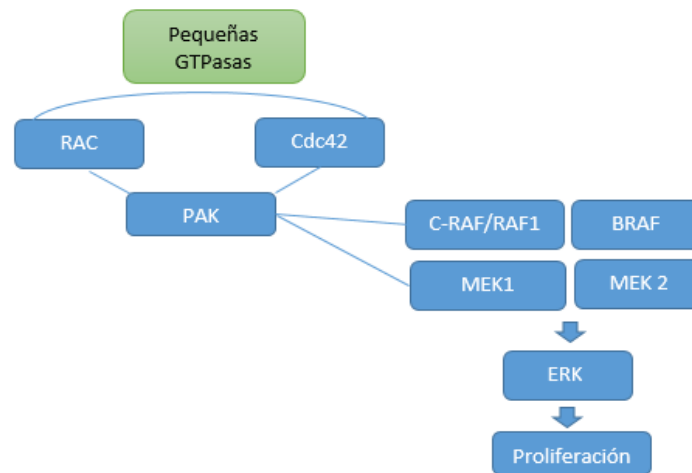 Pequeñas
GTPasas
RAC
Cdc42
PAK
C-RAF/RAF1
BRAF
MEK1
MEK 2
ERK
Proliferación